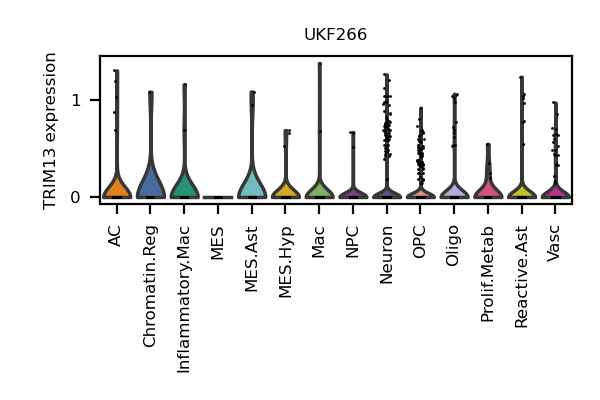 UKF266
TRIM13 expression
1
0
AC
Chromatin.Reg
Inflammatory.Mac
MES
MES.Ast
MES.Hyp
Mac
NPC
Neuron
OPC
Oligo
Prolif.Metab
Reactive.Ast
Vasc